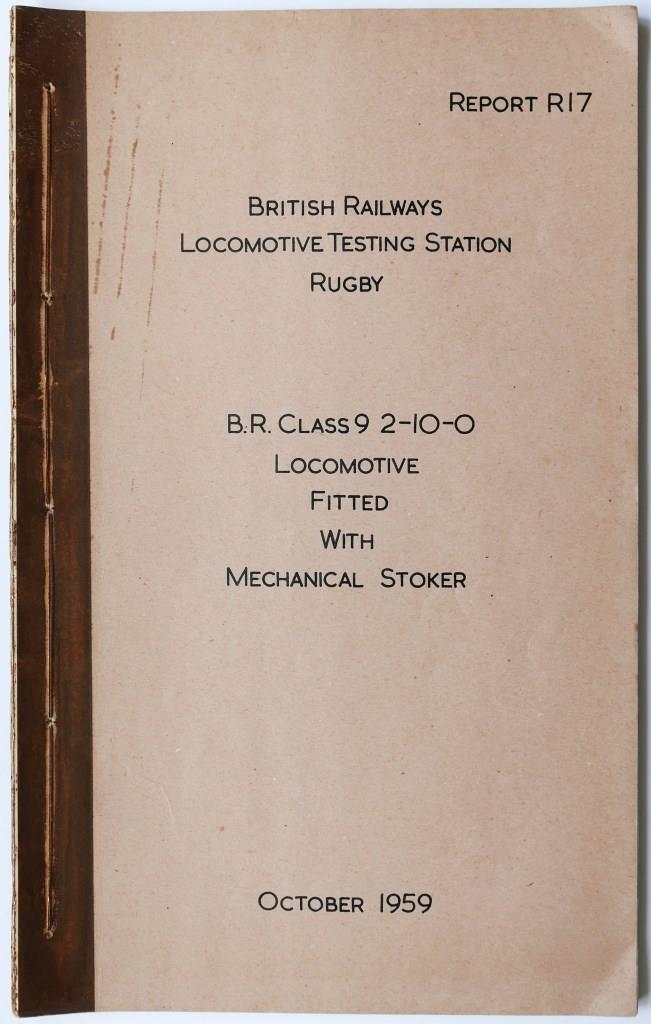 REPORT R17
BRITISH RAILWAYS
LOCOMOTIVE TESTING STATION
RUGBY
B.R. CLASS 9 2-10-0
LOCOMOTIVE
FITTED
WITH
MECHANICAL STOKER
OCTOBER 1959